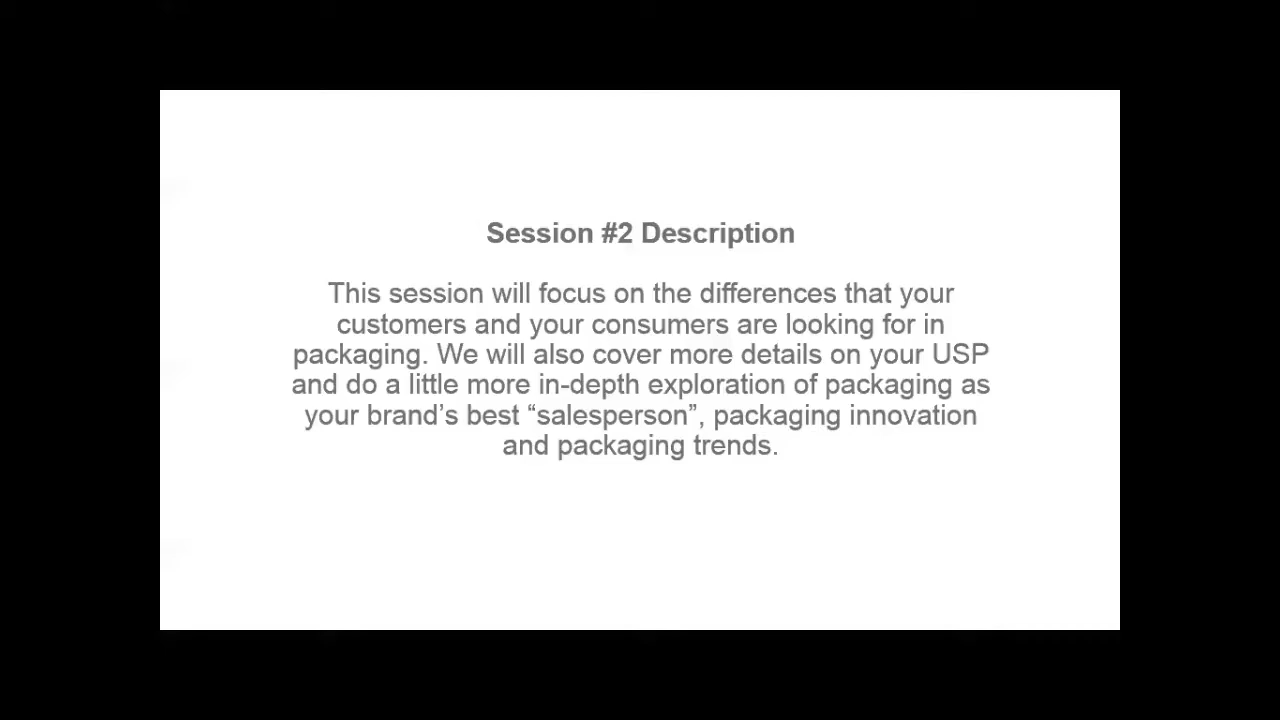 Session #2 Description
This session will focus on the differences that your
customers and your consumers are looking for in
packaging. We will also cover more details on your USP
and do a little more in-depth exploration of packaging as
your brand’s best “salesperson”, packaging innovation
and packaging trends.